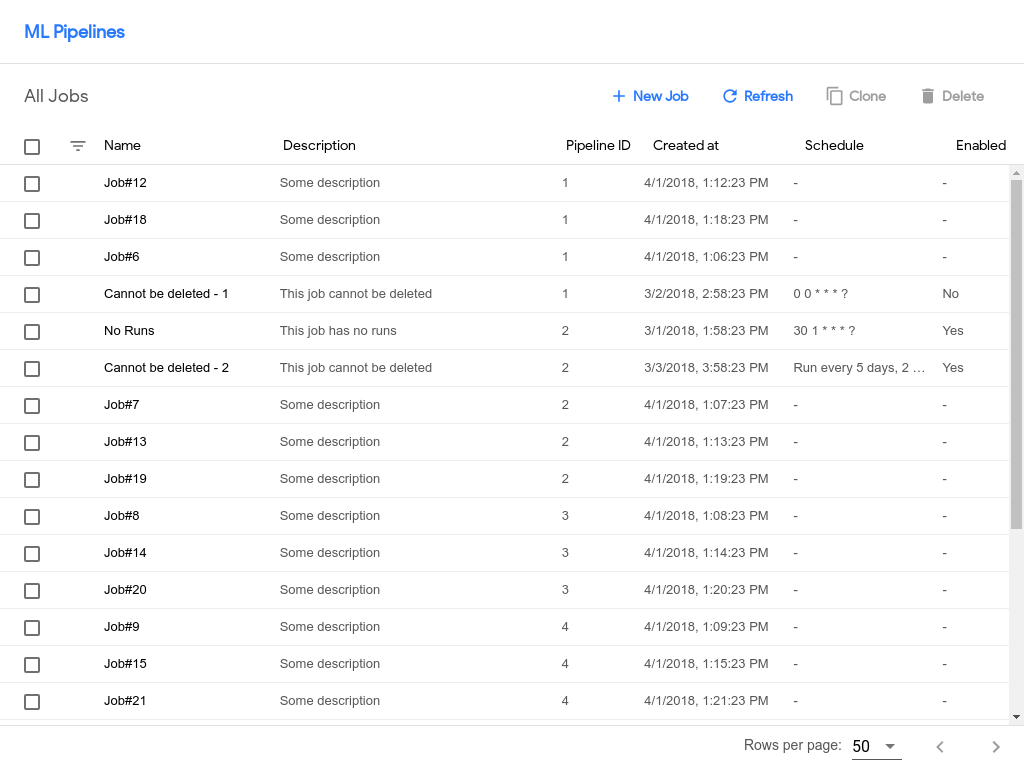 ML Pipelines
All Jobs New Job Refresh Clone Delete
Name Description Pipeline ID Created at Schedule Enabled
Job#12 Some description 1 4/1/2018, 1:12:23 PM - -
Job#18 Some description 1 4/1/2018, 1:18:23 PM - -
Job#6 Some description 1 4/1/2018, 1:06:23 PM - -
Cannot be deleted - 1 This job cannot be deleted 1 3/2/2018, 2:58:23 PM 0 0 * * * ? No
No Runs This job has no runs 2 3/1/2018, 1:58:23 PM 30 1 * * * ? Yes
Cannot be deleted - 2 This job cannot be deleted 2 3/3/2018, 3:58:23 PM Run every 5 days, 2 … Yes
Job#7 Some description 2 4/1/2018, 1:07:23 PM - -
Job#13 Some description 2 4/1/2018, 1:13:23 PM - -
Job#19 Some description 2 4/1/2018, 1:19:23 PM - -
Job#8 Some description 3 4/1/2018, 1:08:23 PM - -
Job#14 Some description 3 4/1/2018, 1:14:23 PM - -
Job#20 Some description 3 4/1/2018, 1:20:23 PM - -
Job#9 Some description 4 4/1/2018, 1:09:23 PM - -
Job#15 Some description 4 4/1/2018, 1:15:23 PM - -
Job#21 Some description 4 4/1/2018, 1:21:23 PM - -
Rows per page: 50